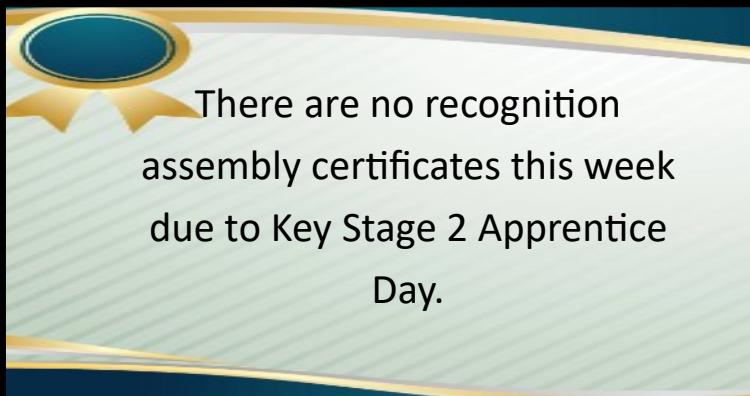 There are no recognition
assembly certificates this week
due to Key Stage 2 Apprentice
Day.